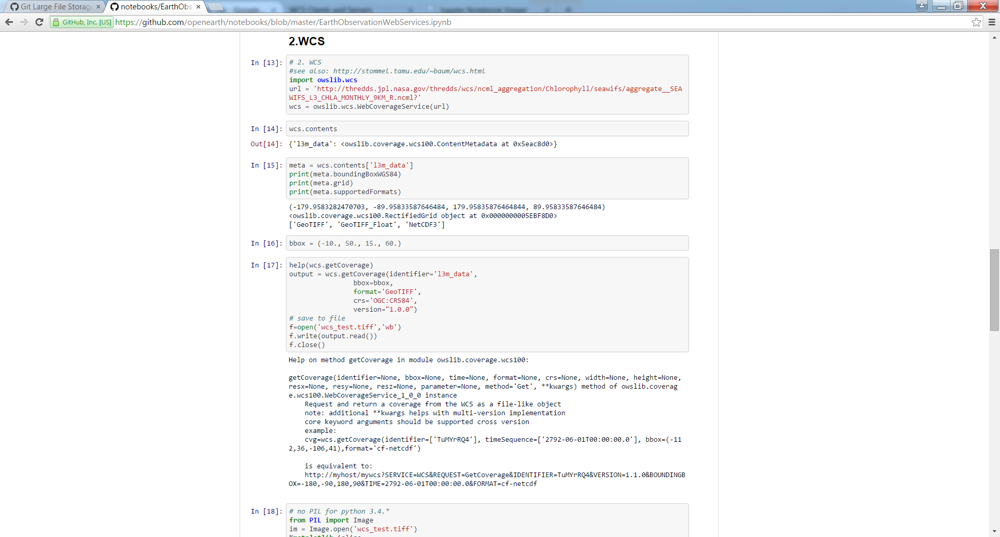 Git Large File Storag
notebooks/EarthObs
GitHub, Inc. [US] https://github.com/openearth/notebooks/blob/master/EarthObservationWebServices.ipynb
2.WCS
In [13]: # 2. WCS
#see also: http://stommel.tamu.edu/~baum/wcs.html
import owslib.wcs
url = 'http://thredds.jpl.nasa.gov/thredds/wcs/ncml_aggregation/Chlorophyll/seawifs/aggregate__SEA
WIFS_L3_CHLA_MONTHLY_9KM_R.ncml?'
wcs = owslib.wcs.WebCoverageService(url)
In [14]: wcs.contents
Out[14]: {'l3m_data': <owslib.coverage.wcs100.ContentMetadata at 0x5eac8d0>}
In [15]: meta = wcs.contents['l3m_data']
print(meta.boundingBoxWGS84)
print(meta.grid)
print(meta.supportedFormats)
(-179.9583282470703, -89.95833587646484, 179.95835876464844, 89.95833587646484)
<owslib.coverage.wcs100.RectifiedGrid object at 0x0000000005EBF8D0>
['GeoTIFF', 'GeoTIFF_Float', 'NetCDF3']
In [16]: bbox = (-10., 50., 15., 60.)
In [17]: help(wcs.getCoverage)
output = wcs.getCoverage(identifier='l3m_data',
bbox=bbox,
format='GeoTIFF',
crs='OGC:CRS84',
version="1.0.0")
# save to file
f=open('wcs_test.tiff','wb')
f.write(output.read())
f.close()
Help on method getCoverage in module owslib.coverage.wcs100:
getCoverage(identifier=None, bbox=None, time=None, format=None, crs=None, width=None, height=None,
resx=None, resy=None, resz=None, parameter=None, method='Get', **kwargs) method of owslib.coverag
e.wcs100.WebCoverageService_1_0_0 instance
Request and return a coverage from the WCS as a file-like object
note: additional **kwargs helps with multi-version implementation
core keyword arguments should be supported cross version
example:
cvg=wcs.getCoverage(identifier=['TuMYrRQ4'], timeSequence=['2792-06-01T00:00:00.0'], bbox=(-11
2,36,-106,41),format='cf-netcdf')
is equivalent to:
http://myhost/mywcs?SERVICE=WCS&REQUEST=GetCoverage&IDENTIFIER=TuMYrRQ4&VERSION=1.1.0&BOUNDINGB
OX=-180,-90,180,90&TIME=2792-06-01T00:00:00.0&FORMAT=cf-netcdf
In [18]: # no PIL for python 3.4.*
from PIL import Image
im = Image.open('wcs_test.tiff')